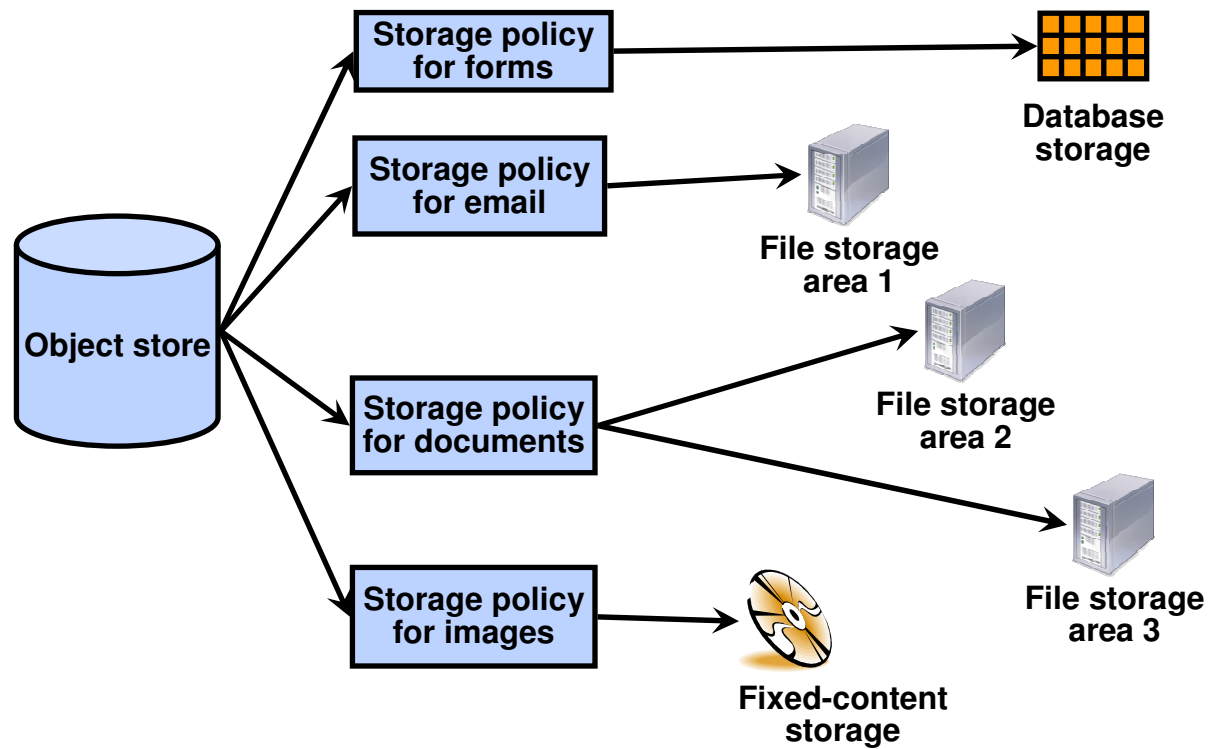 Storage policy
for forms
Database
storage
Storage policy
for email
File storage
area 1
Object store
Storage policy
for documents
File storage
area 2
File storage
area 3
Storage policy
for images
Fixed-content
storage